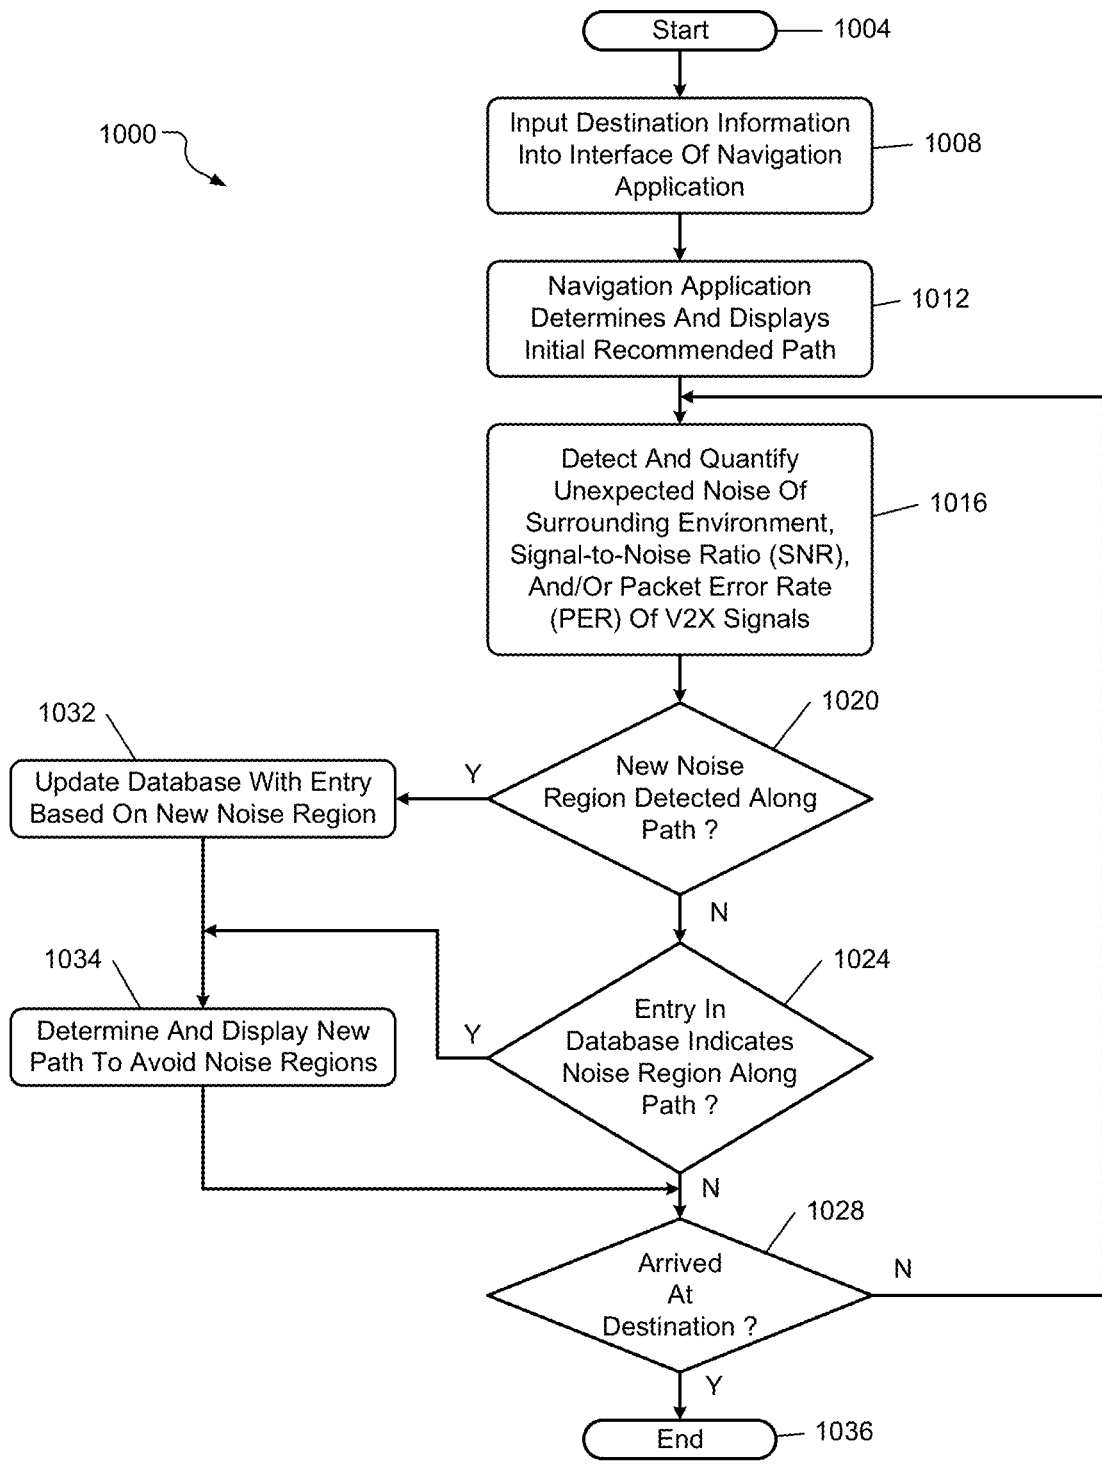 Start
1004
1000
Input Destination Information
Into Interface Of Navigation
Application
1008
Navigation Application
Determines And Displays
Initial Recommended Path
1012
Detect And Quantify
Unexpected Noise Of
Surrounding Environment,
Signal-to-Noise Ratio (SNR),
And/Or Packet Error Rate
(PER) Of V2X Signals
1016
1020
New Noise
Region Detected Along
Path ?
Y
N
1032
Update Database With Entry
Based On New Noise Region
1024
Entry In
Database Indicates
Noise Region Along
Path ?
Y
N
1034
Determine And Display New
Path To Avoid Noise Regions
1028
Arrived
At
Destination ?
N
Y
End
1036